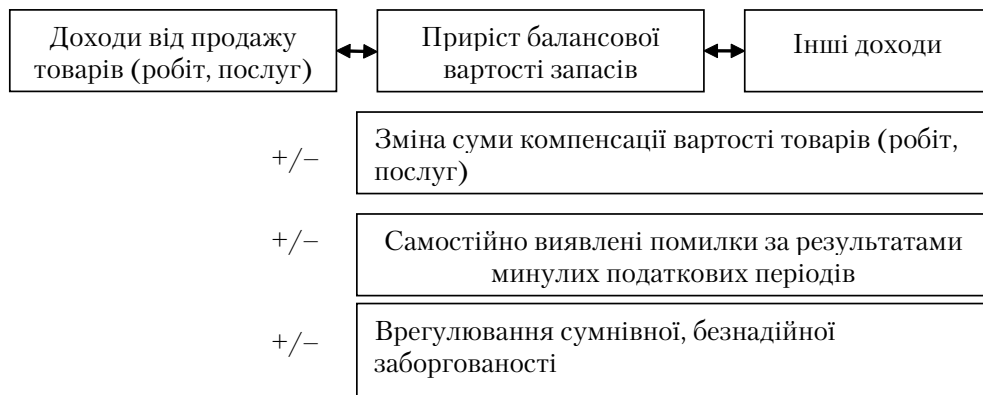 Доходи від продажу
товарів (робіт, послуг)
Приріст балансової
вартості запасів
Інші доходи
+/–
Зміна суми компенсації вартості товарів (робіт,
послуг)
+/–
Самостійно виявлені помилки за результатами
минулих податкових періодів
+/–
Врегулювання сумнівної, безнадійної
заборгованості